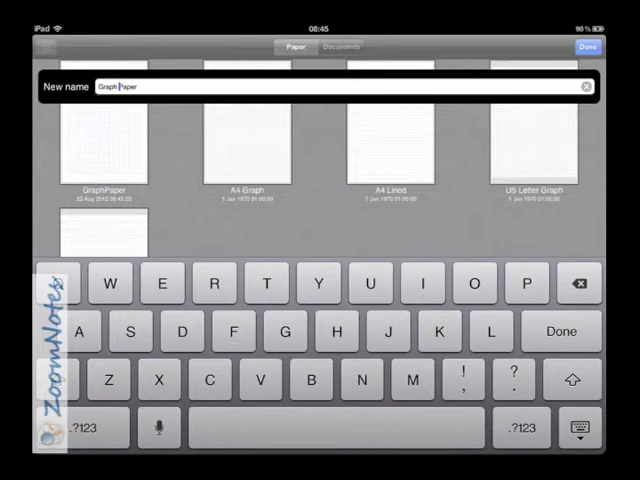 iPad 08:45 98%
Paper Documents Done
New name Graph Paper
GraphPaper A4 Graph A4 Lined US Letter Graph
22 Aug 2012 08:45:25 1 Jan 1970 01:00:00 1 Jan 1970 01:00:00 1 Jan 1970 01:00:00
W E R T Y U I O P
A S D F G H J K L Done
Z X C V B N M ! , ? .
.?123 .?123
ZoomNotes